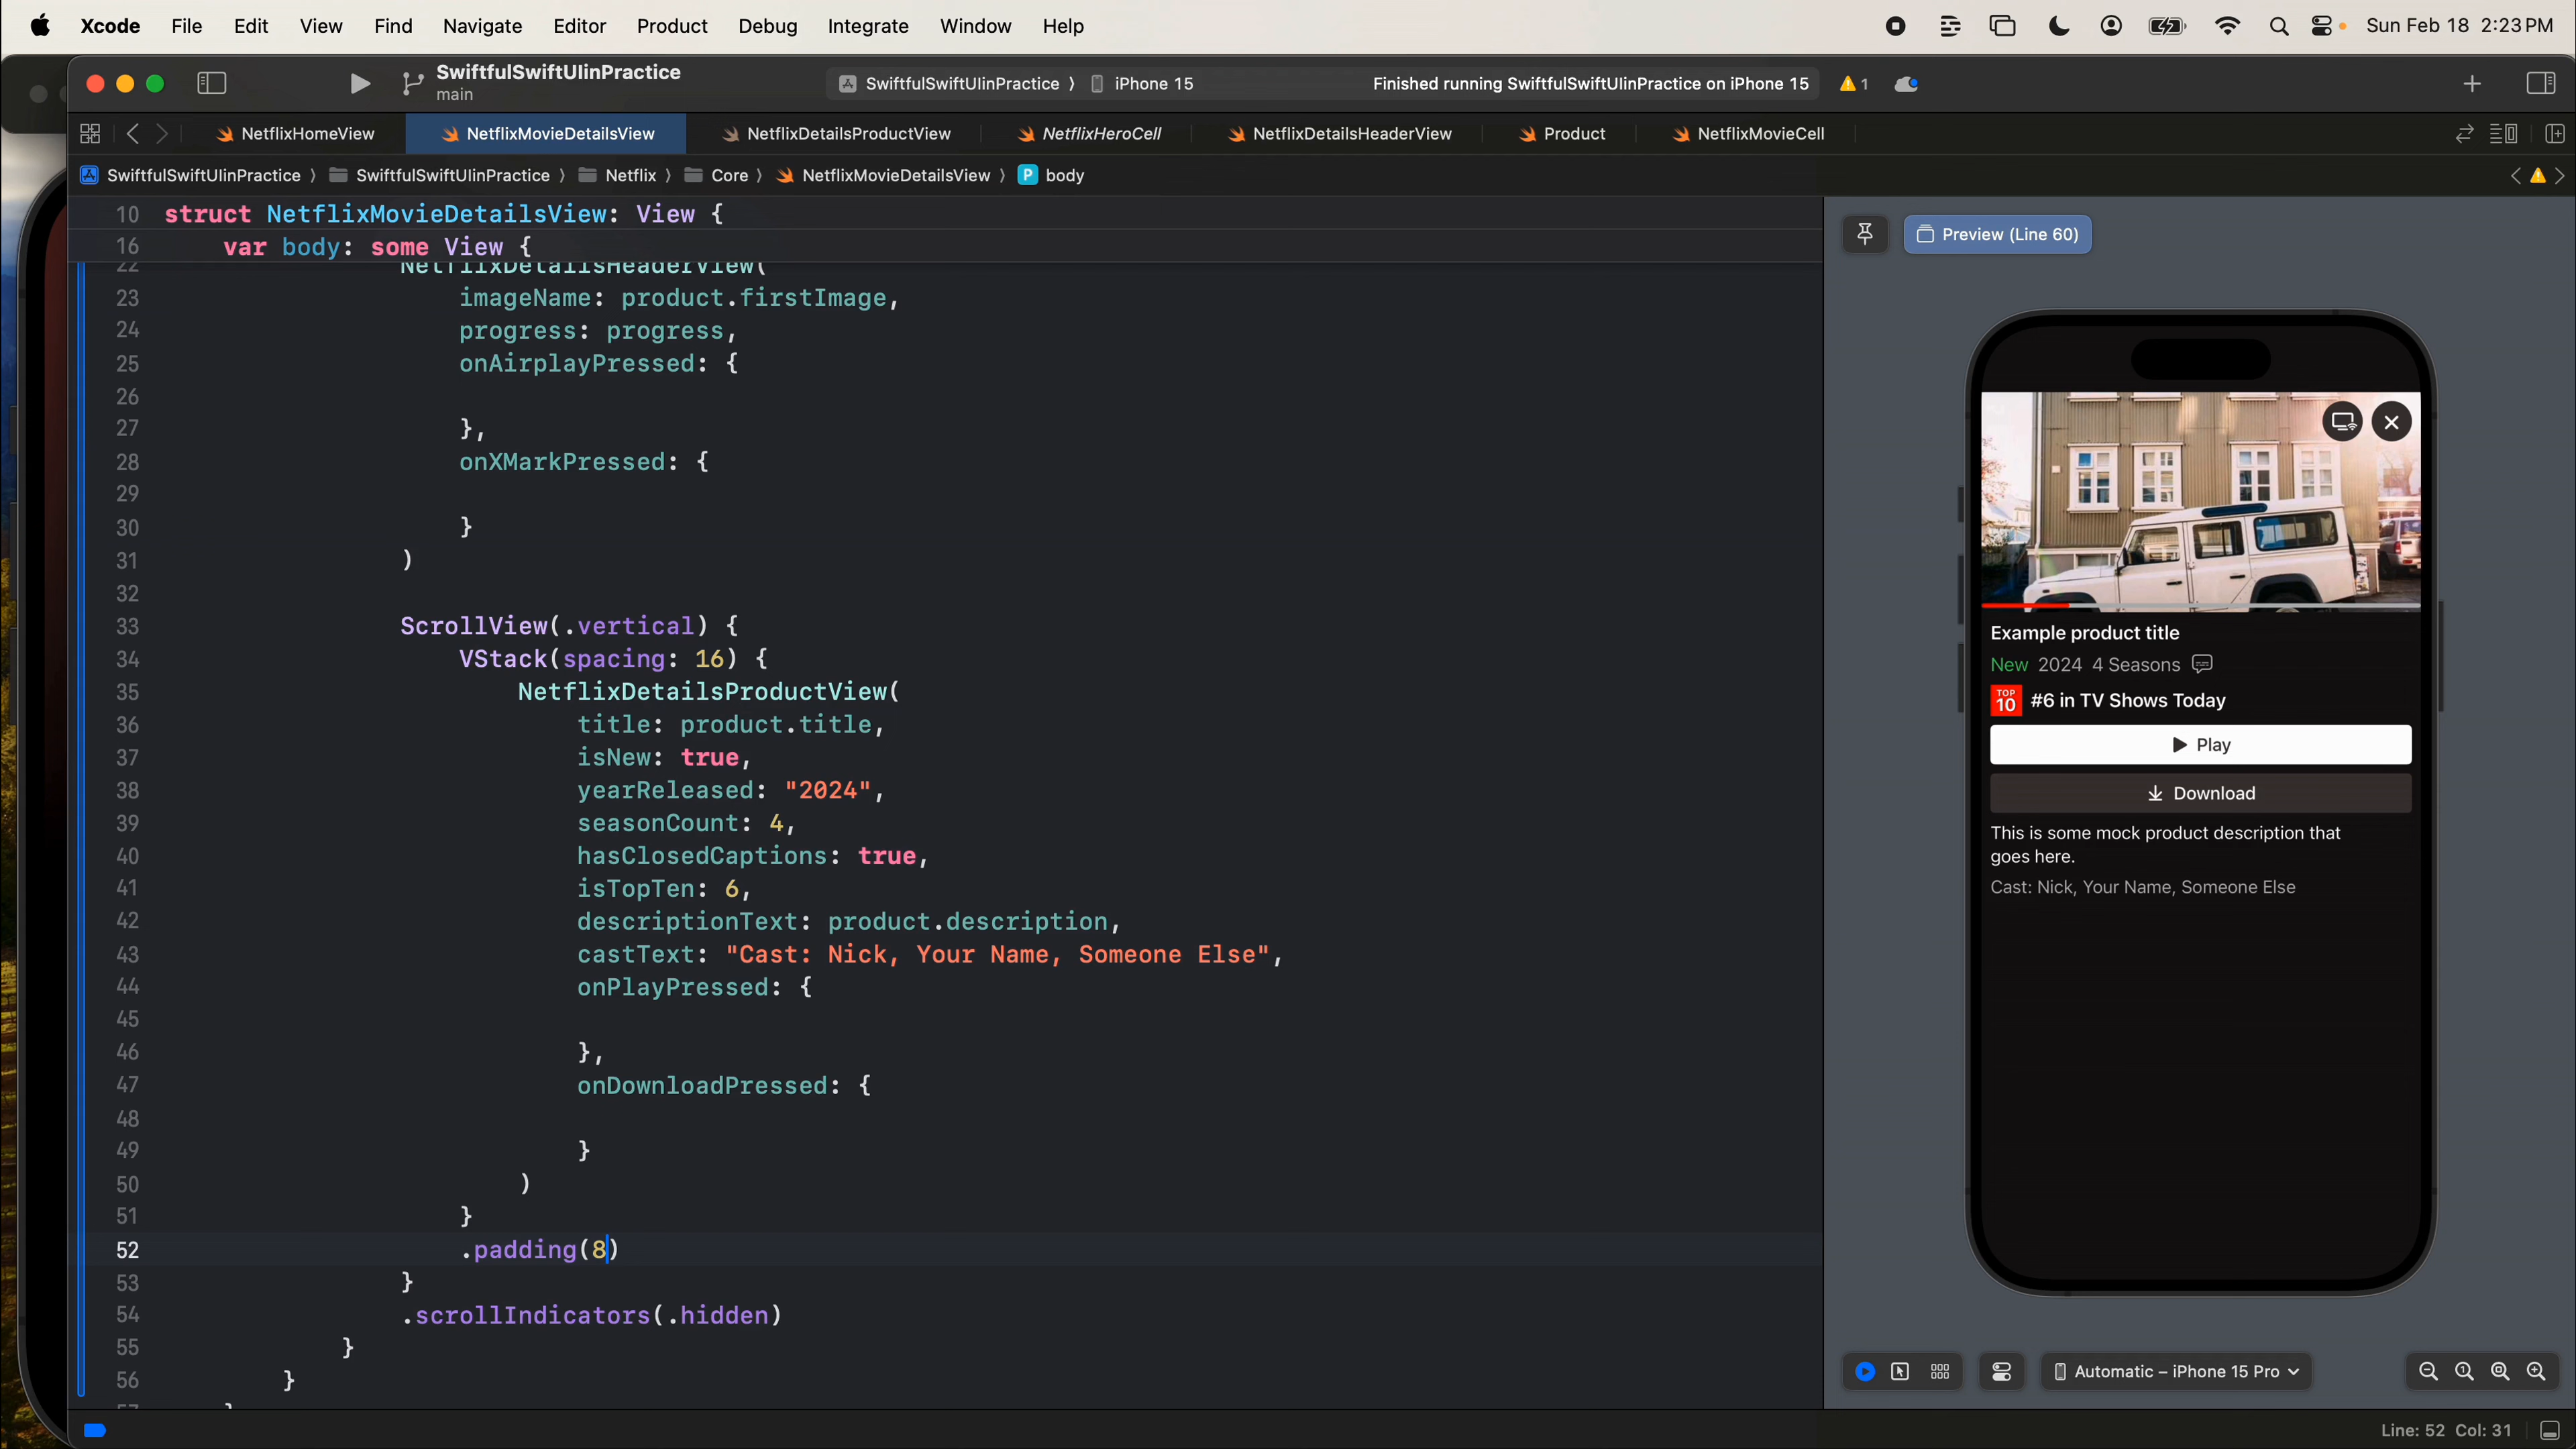 Xcode File Edit View Find Navigate Editor Product Debug Integrate Window Help Sun Feb 18 2:23 PM
SwiftfulSwiftUIinPractice
main
SwiftfulSwiftUIinPractice 〉 iPhone 15 Finished running SwiftfulSwiftUIinPractice on iPhone 15 1
NetflixHomeView NetflixMovieDetailsView NetflixDetailsProductView NetflixHeroCell NetflixDetailsHeaderView Product NetflixMovieCell
SwiftfulSwiftUIinPractice 〉 SwiftfulSwiftUIinPractice 〉 Netflix 〉 Core 〉 NetflixMovieDetailsView 〉 P body
10 struct NetflixMovieDetailsView: View {
16 var body: some View {
22 NetflixDetailsHeaderView(
23 imageName: product.firstImage,
24 progress: progress,
25 onAirplayPressed: {
26
27 },
28 onXMarkPressed: {
29
30 }
31 )
32
33 ScrollView(.vertical) {
34 VStack(spacing: 16) {
35 NetflixDetailsProductView(
36 title: product.title,
37 isNew: true,
38 yearReleased: "2024",
39 seasonCount: 4,
40 hasClosedCaptions: true,
41 isTopTen: 6,
42 descriptionText: product.description,
43 castText: "Cast: Nick, Your Name, Someone Else",
44 onPlayPressed: {
45
46 },
47 onDownloadPressed: {
48
49 }
50 )
51 }
52 .padding(8)
53 }
54 .scrollIndicators(.hidden)
55 }
56 }
57 }
Preview (Line 60)
Example product title
New 2024 4 Seasons
TOP
10
#6 in TV Shows Today
Play
Download
This is some mock product description that
goes here.
Cast: Nick, Your Name, Someone Else
Automatic – iPhone 15 Pro
Line: 52 Col: 31